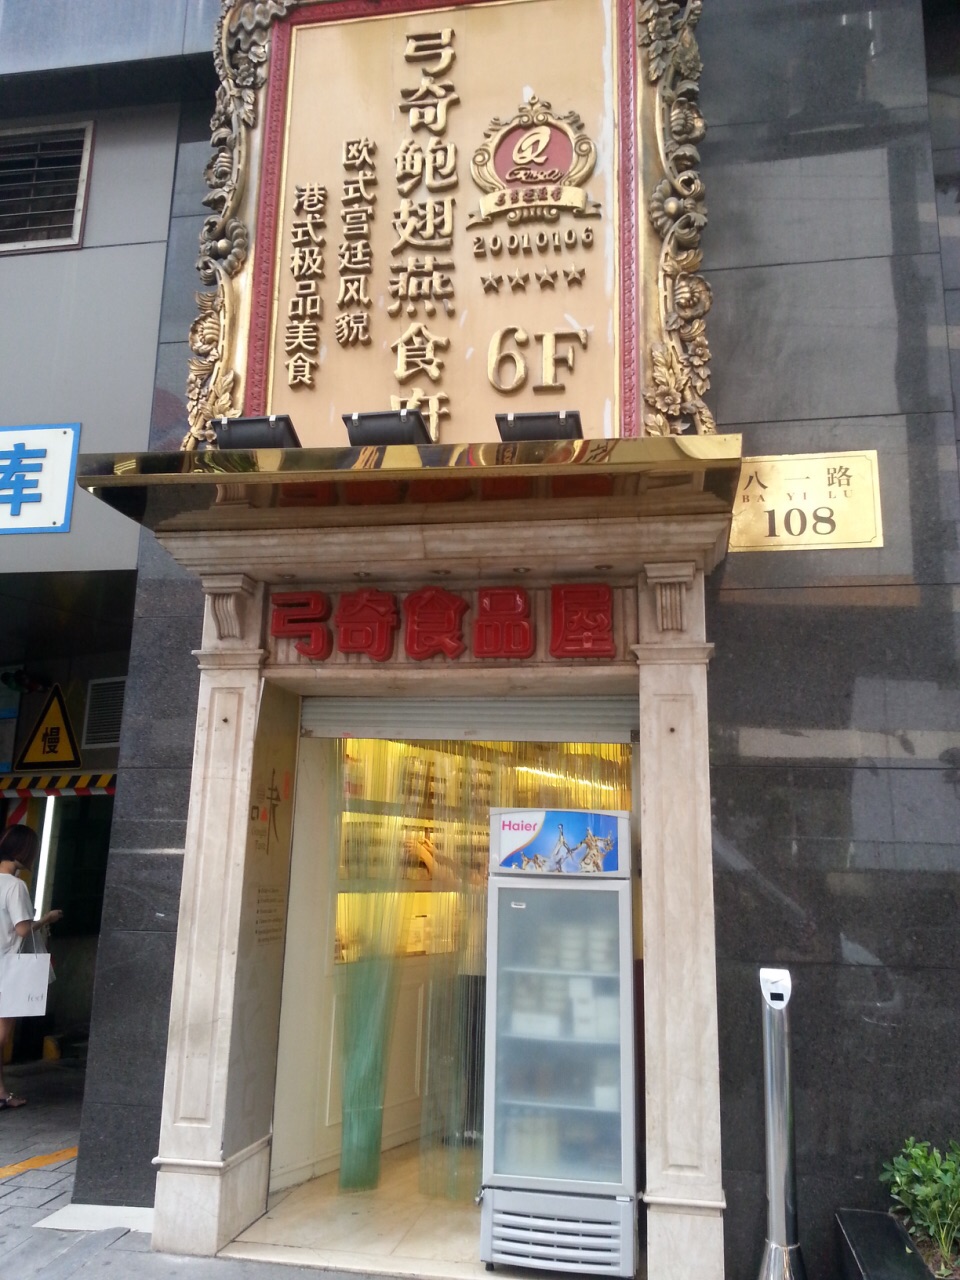 弓奇鲍翅燕食府
欧式宫廷风貌
港式极品美食
20010106
6F
库
八一路
BA YI LU
108
弓奇食品屋
慢
Haier